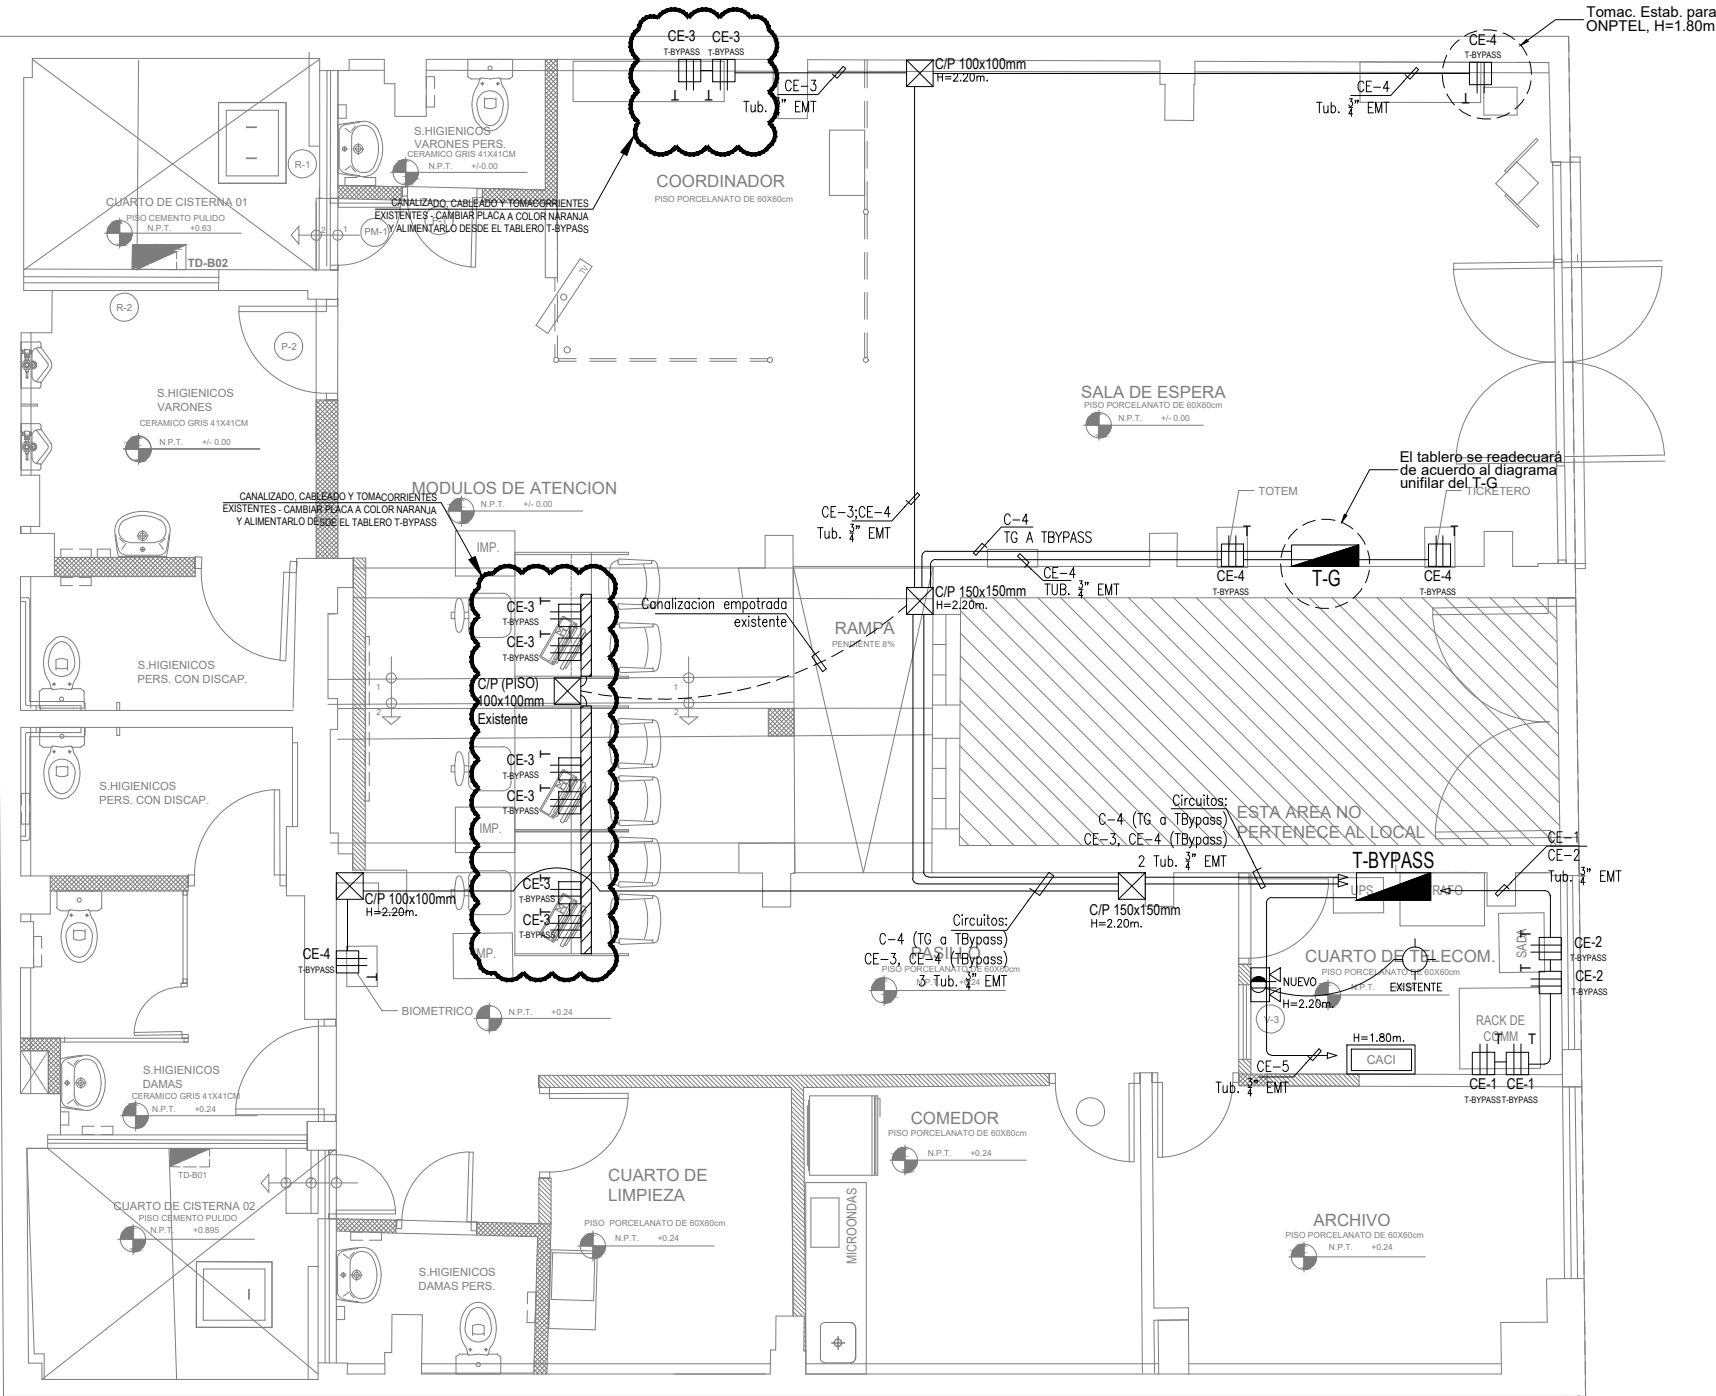 Tomac. Estab. para
ONPTEL, H=1.80m
CE-3
CE-3
T-BYPASS
T-BYPASS
CE-4
T-BYPASS
C/P 100x100mm
H=2.20m.
CE-3
Tub. ¾" EMT
CE-4
Tub. ¾" EMT
S.HIGIENICOS
VARONES PERS.
CERAMICO GRIS 41X41CM
N.P.T. +/-0.00
R-1
COORDINADOR
PISO PORCELANATO DE 60X60cm
CUARTO DE CISTERNA 01
PISO CEMENTO PULIDO
N.P.T. +0.63
TD-B02
CANALIZADO, CABLEADO Y TOMACORRIENTES
EXISTENTES - CAMBIAR PLACA A COLOR NARANJA
Y ALIMENTARLO DESDE EL TABLERO T-BYPASS
2
1
PM-1
TV
R-2
P-2
S.HIGIENICOS
VARONES
CERAMICO GRIS 41X41CM
N.P.T. +/- 0.00
SALA DE ESPERA
PISO PORCELANATO DE 60X60cm
N.P.T. +/- 0.00
El tablero se readecuará
de acuerdo al diagrama
unifilar del T-G
TOTEM
TICKETERO
MODULOS DE ATENCION
N.P.T. +/- 0.00
CANALIZADO, CABLEADO Y TOMACORRIENTES
EXISTENTES - CAMBIAR PLACA A COLOR NARANJA
Y ALIMENTARLO DESDE EL TABLERO T-BYPASS
CE-3;CE-4
Tub. ¾" EMT
C-4
TG A TBYPASS
CE-4
TUB. ¾" EMT
CE-4
T-BYPASS
T-G
CE-4
T-BYPASS
IMP.
C/P 150x150mm
H=2.20m.
Canalizacion empotrada
existente
RAMPA
PENDIENTE 8%
CE-3
T-BYPASS
CE-3
T-BYPASS
C/P (PISO)
100x100mm
Existente
1
2
1
2
S.HIGIENICOS
PERS. CON DISCAP.
S.HIGIENICOS
PERS. CON DISCAP.
CE-3
T-BYPASS
CE-3
T-BYPASS
IMP.
Circuitos:
C-4 (TG a TBypass)
CE-3, CE-4 (TBypass)
2 Tub. ¾" EMT
ESTA AREA NO
PERTENECE AL LOCAL
CE-1
CE-2
Tub. ¾" EMT
T-BYPASS
UPS
C/P 100x100mm
H=2.20m.
CE-3
T-BYPASS
CE-3
T-BYPASS
C/P 150x150mm
H=2.20m.
Circuitos:
C-4 (TG a TBypass)
CE-3, CE-4 (TBypass)
3 Tub. ¾" EMT
PASILLO
PISO PORCELANATO DE 60X60cm
N.P.T. +0.24
CE-4
T-BYPASS
IMP.
BIOMETRICO
N.P.T. +0.24
CUARTO DE TELECOM.
PISO PORCELANATO DE 60X60cm
N.P.T.
EXISTENTE
NUEVO
H=2.20m.
V-3
CE-2
CE-2
T-BYPASS
RACK DE
COMM
H=1.80m.
CACI
CE-5
Tub. ¾" EMT
CE-1
CE-1
T-BYPASS
T-BYPASS
S.HIGIENICOS
DAMAS
CERAMICO GRIS 41X41CM
N.P.T. +0.24
COMEDOR
PISO PORCELANATO DE 60X60cm
N.P.T. +0.24
TD-B01
CUARTO DE CISTERNA 02
PISO CEMENTO PULIDO
N.P.T. +0.895
CUARTO DE
LIMPIEZA
PISO PORCELANATO DE 60X60cm
N.P.T. +0.24
MICROONDAS
ARCHIVO
PISO PORCELANATO DE 60X60cm
N.P.T. +0.24
S.HIGIENICOS
DAMAS PERS.